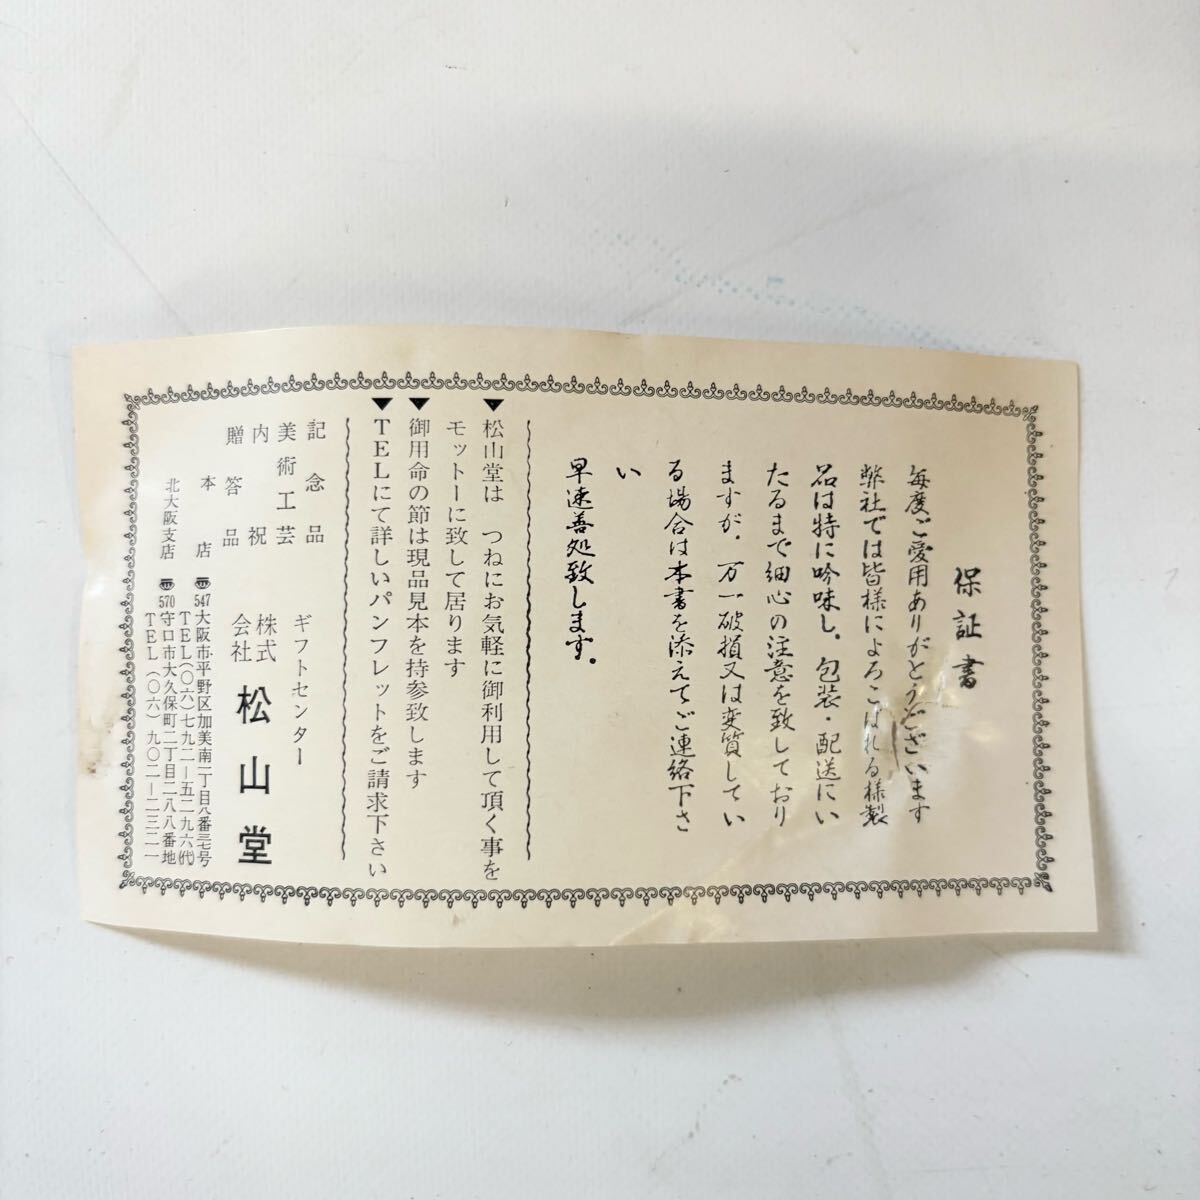 保証書
毎度ご愛用ありがとうございます
弊社では皆様によろこばれる様製
品は特に吟味し、包装・配送にい
たるまで細心の注意を致しており
ますが、万一破損又は変質してい
る場合は本書を添えてご連絡下さ
い
早速善処致します。
▼松山堂は つねにお気軽に御利用して頂く事を
モットーに致して居ります
▼御用命の節は現品見本を持参致します
▼TELにて詳しいパンフレットをご請求下さい
記念品
美術工芸
内祝
贈答品
ギフトセンター
株式会社 松山堂
本店 〒547 大阪市平野区加美南一丁目八番三七号
TEL(〇六)七九二―五二九六(代)
北大阪支店 〒570 守口市大久保町二丁目二八八番地
TEL(〇六)九〇二―二三二一